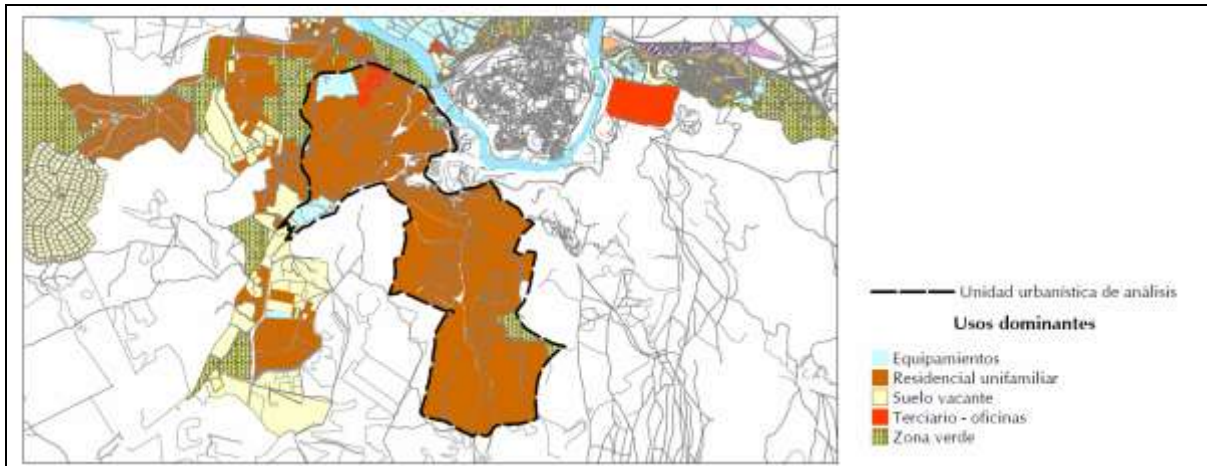 Unidad urbanística de análisis
Usos dominantes
Equipamientos
Residencial unifamiliar
Suelo vacante
Terciario - oficinas
Zona verde